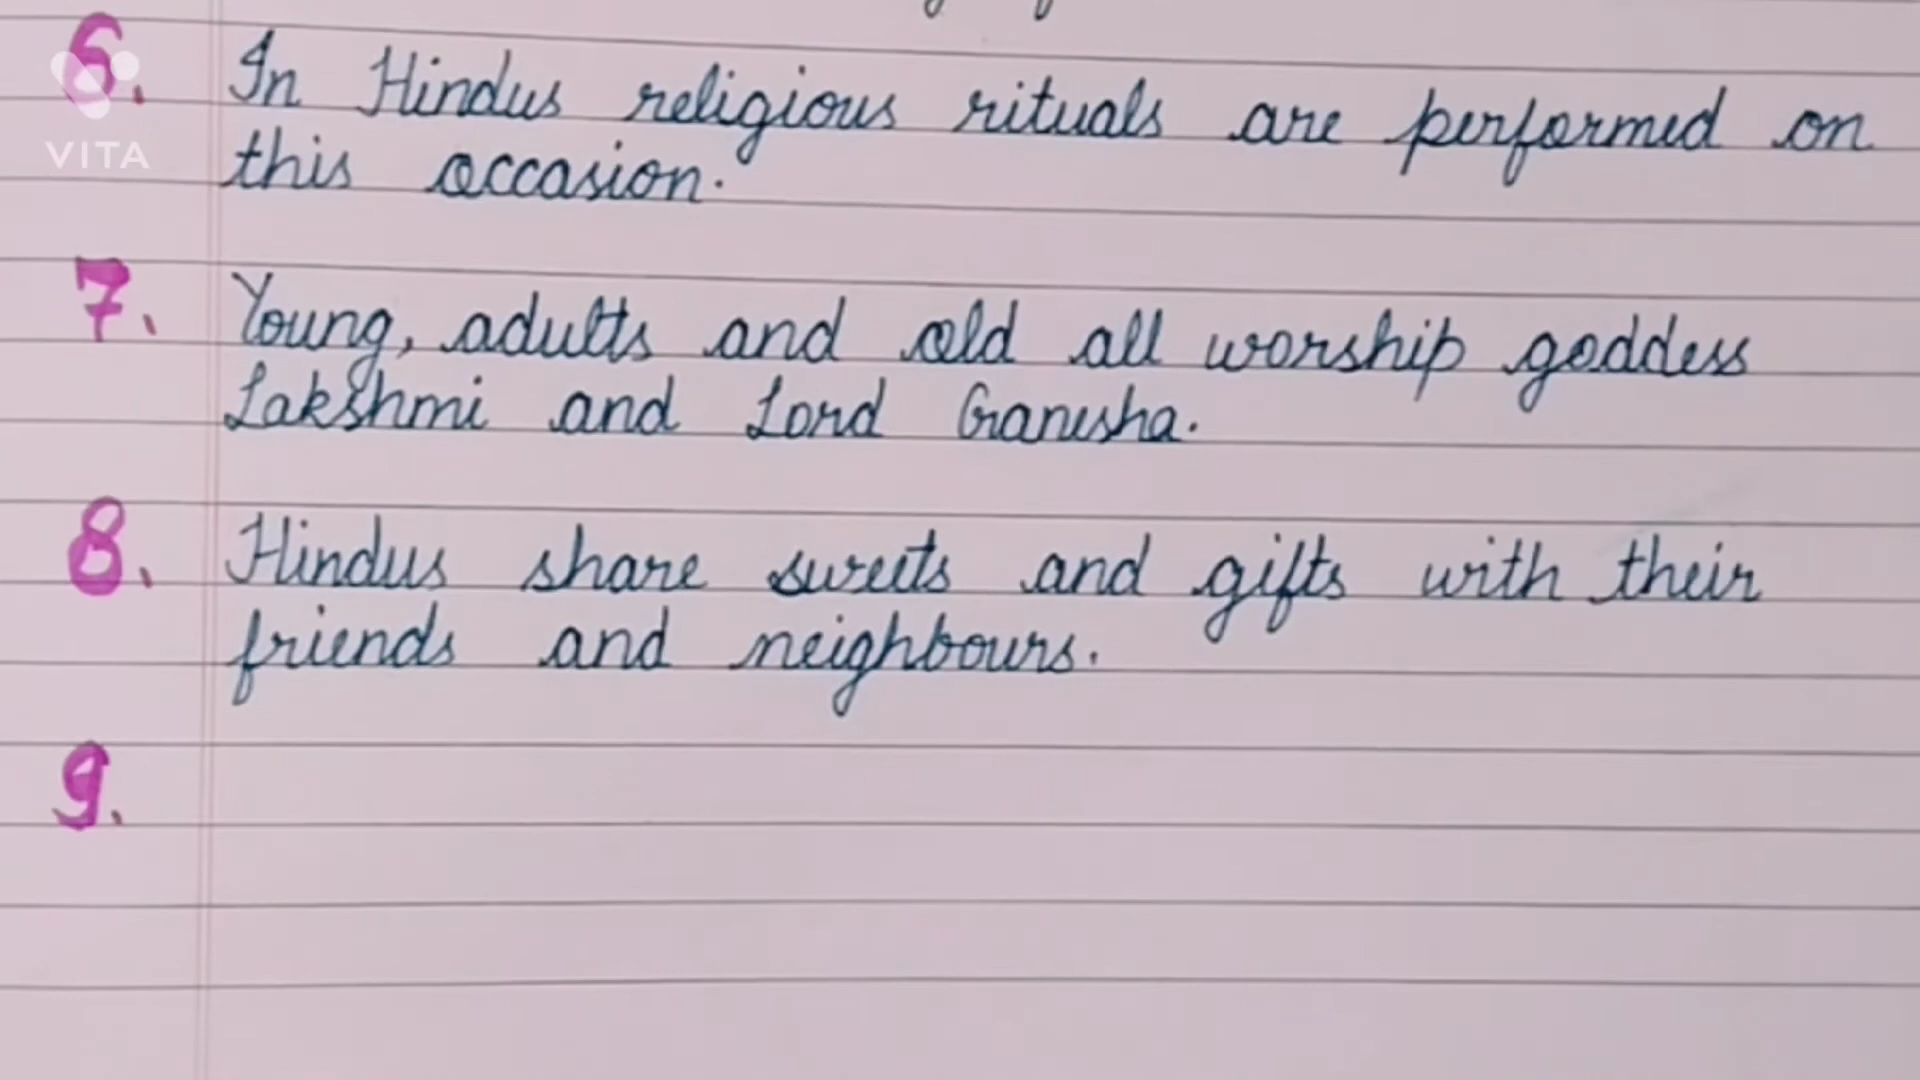 6. In Hindus religious rituals are performed on
this occasion.
7. Young, adults and old all worship goddess
Lakshmi and Lord Ganesha.
8. Hindus share sweets and gifts with their
friends and neighbours.
9.
VITA